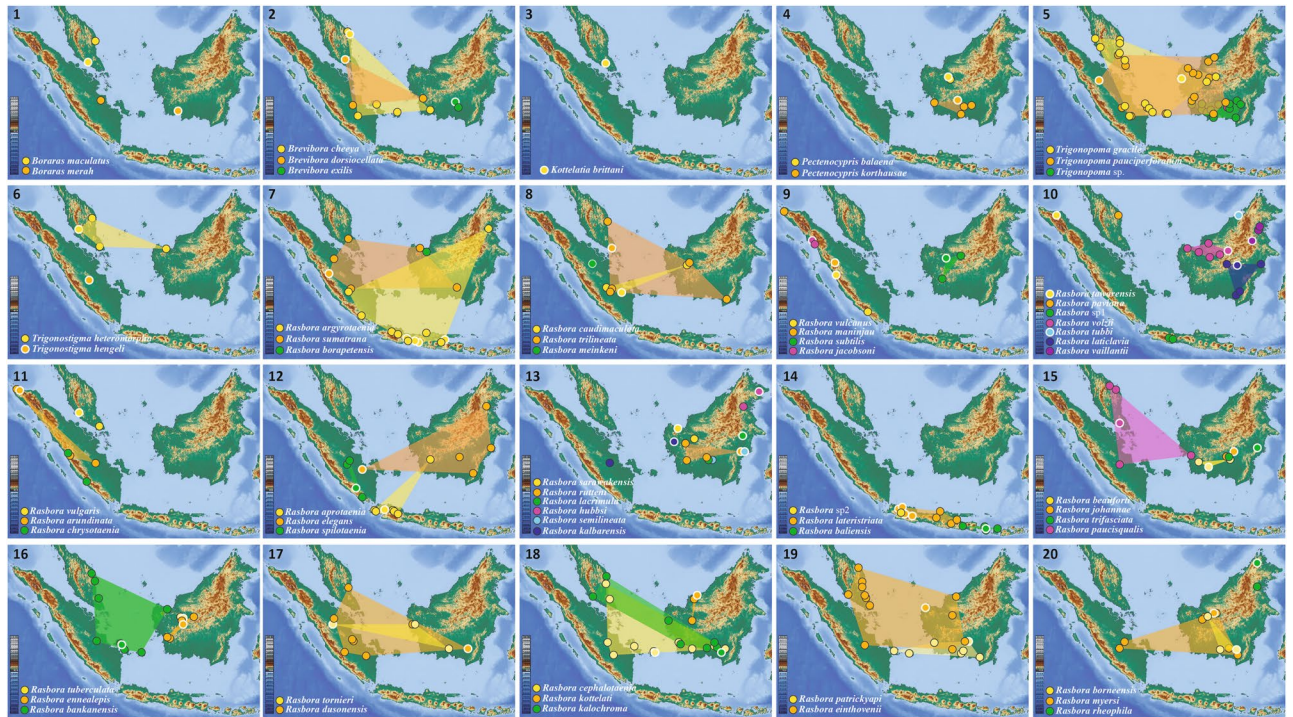 1
Boraras maculatus
Boraras merah
2
Brevibora cheeya
Brevibora dorsiocellata
Brevibora exilis
3
Kottelatia brittani
4
Pectenocypris balaena
Pectenocypris korthausae
5
Trigonopoma gracile
Trigonopoma pauciperforatum
Trigonopoma sp.
6
Trigonostigma heteromorpha
Trigonostigma hengeli
7
Rasbora argyrotaenia
Rasbora sumatrana
Rasbora borapetensis
8
Rasbora caudimaculata
Rasbora trilineata
Rasbora meinkeni
9
Rasbora vulcanus
Rasbora maninjau
Rasbora subtilis
Rasbora jacobsoni
10
Rasbora tawarensis
Rasbora paviana
Rasbora sp1
Rasbora volzii
Rasbora tubbi
Rasbora laticlavia
Rasbora vaillantii
11
Rasbora vulgaris
Rasbora arundinata
Rasbora chrysotaenia
12
Rasbora aprotaenia
Rasbora elegans
Rasbora spilotaenia
13
Rasbora sarawakensis
Rasbora rutteni
Rasbora lacrimula
Rasbora hubbsi
Rasbora semilineata
Rasbora kalbarensis
14
Rasbora sp2
Rasbora lateristriata
Rasbora baliensis
15
Rasbora beauforti
Rasbora johannae
Rasbora trifasciata
Rasbora paucisqualis
16
Rasbora tuberculata
Rasbora ennealepis
Rasbora bankanensis
17
Rasbora tornieri
Rasbora dusonensis
18
Rasbora cephalotaenia
Rasbora kottelati
Rasbora kalochroma
19
Rasbora patrickyapi
Rasbora einthovenii
20
Rasbora borneensis
Rasbora myersi
Rasbora rheophila